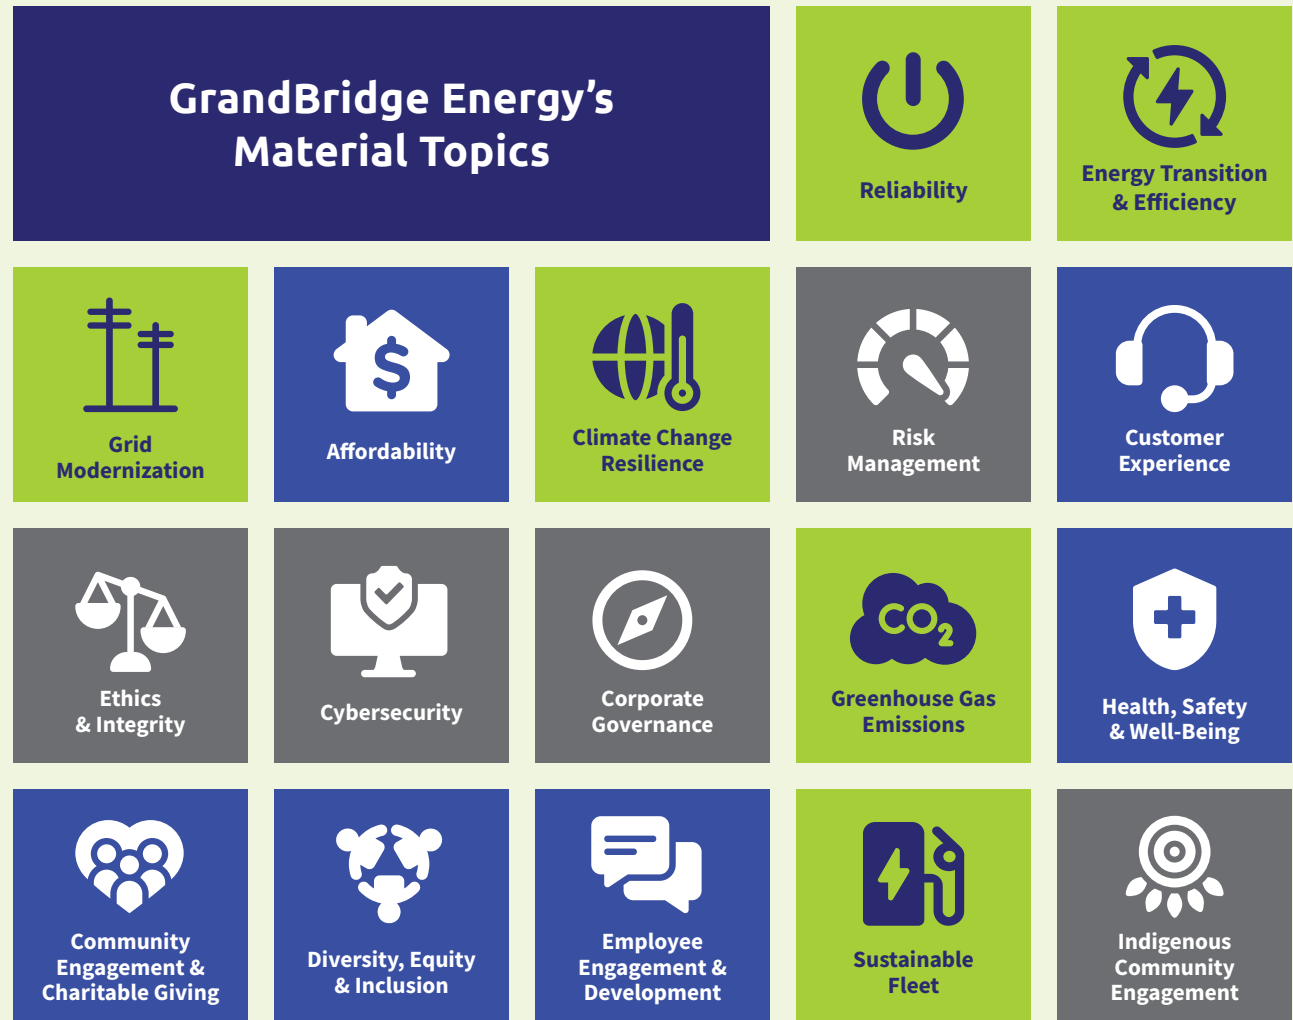 GrandBridge Energy’s
Material Topics
Reliability
Energy Transition
& Efficiency
Grid
Modernization
Affordability
Climate Change
Resilience
Risk
Management
Customer
Experience
Ethics
& Integrity
Cybersecurity
Corporate
Governance
CO2
Greenhouse Gas
Emissions
Health, Safety
& Well-Being
Community
Engagement &
Charitable Giving
Diversity, Equity
& Inclusion
Employee
Engagement &
Development
Sustainable
Fleet
Indigenous
Community
Engagement